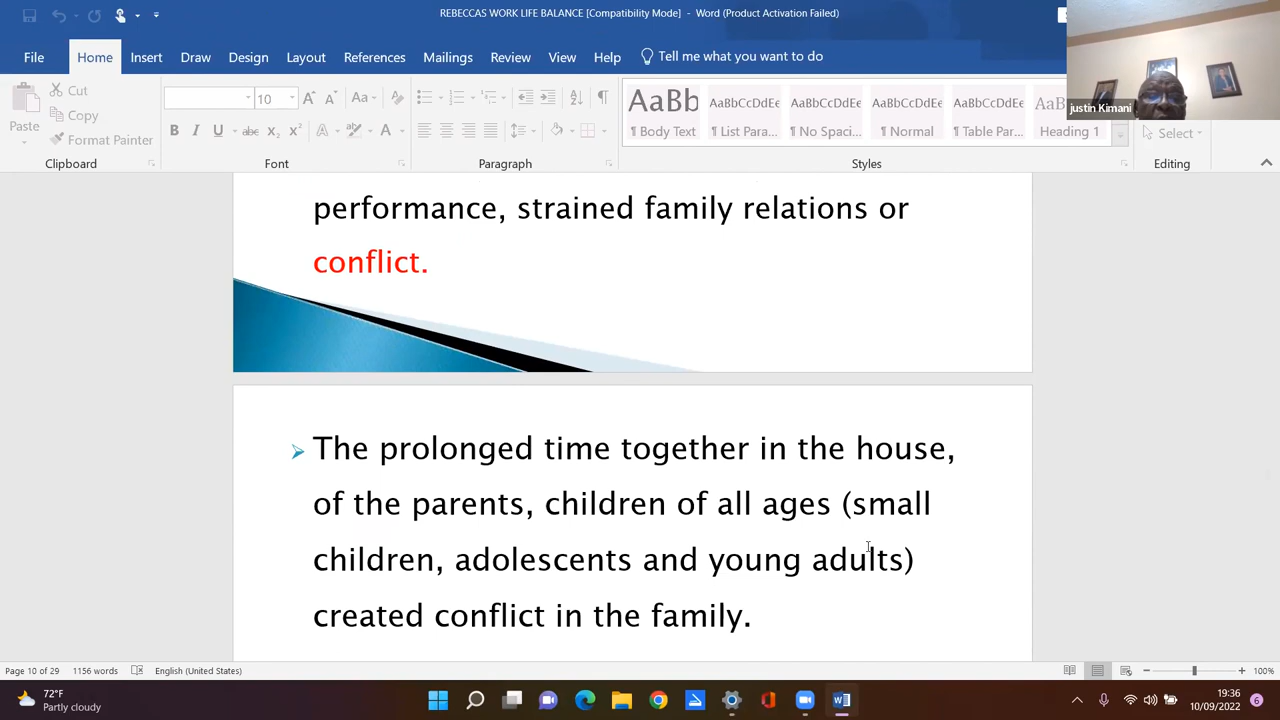 REBECCAS WORK LIFE BALANCE [Compatibility Mode] - Word (Product Activation Failed)
File Home Insert Draw Design Layout References Mailings Review View Help Tell me what you want to do
justin Kimani
Paste
Cut
Copy
Format Painter
Clipboard
10
Font
Paragraph
AaBb AaBbCcDdEe AaBbCcDdEe AaBbCcDdEe AaBbCcDdEe
¶ Body Text ¶ List Para... ¶ No Spaci... ¶ Normal ¶ Table Par... Heading 1
Styles
Select
Editing
performance, strained family relations or
conflict.
The prolonged time together in the house,
of the parents, children of all ages (small
children, adolescents and young adults)
created conflict in the family.
Page 10 of 29 1156 words English (United States) 100%
72°F
Partly cloudy
19:36
10/09/2022
6